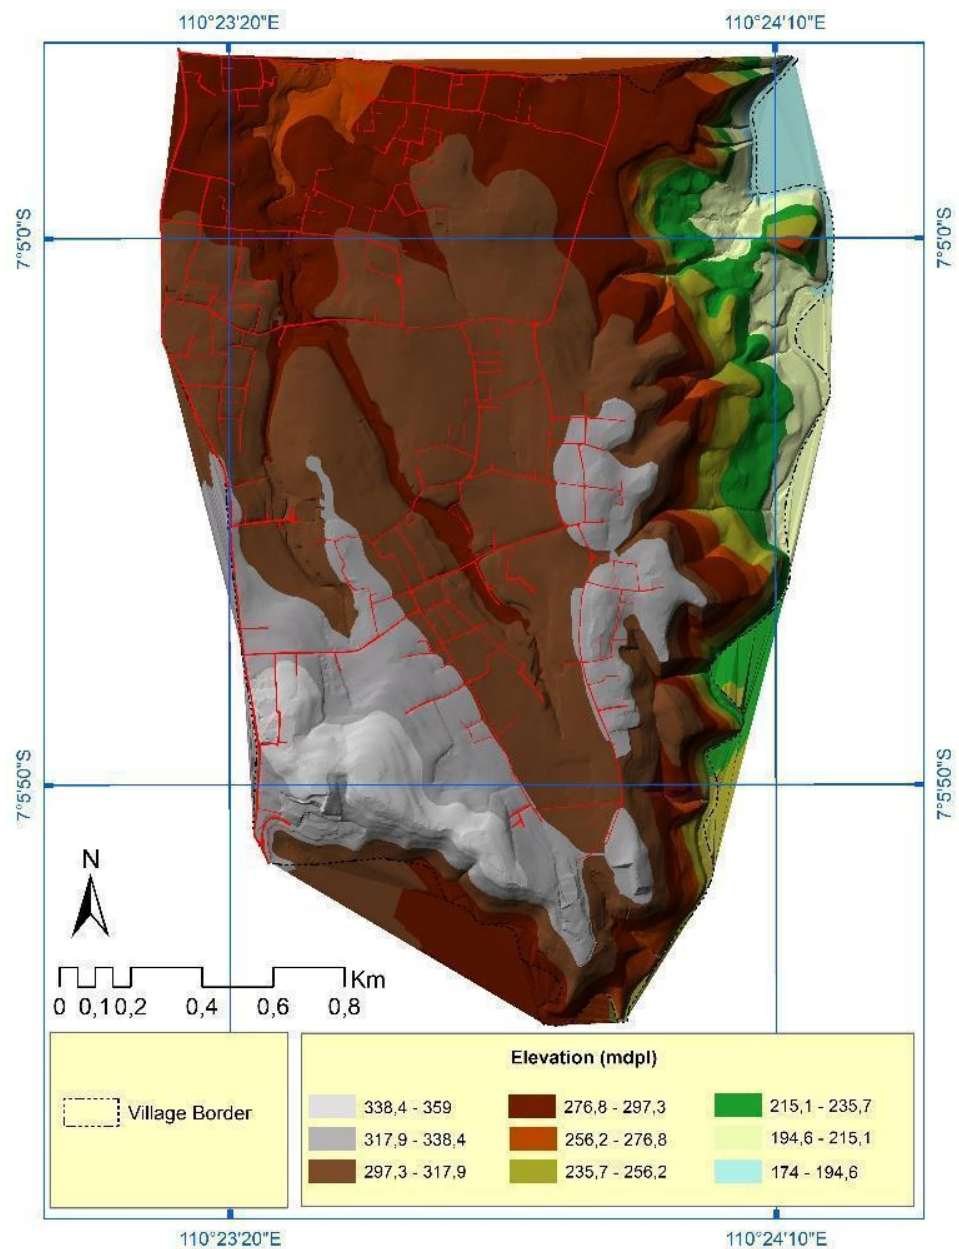 110°23'20"E 110°24'10"E
7°5'0"S 7°5'0"S
7°5'50"S 7°5'50"S
N
Km
0 0,1 0,2 0,4 0,6 0,8
Elevation (mdpl)
Village Border
338,4 - 359 276,8 - 297,3 215,1 - 235,7
317,9 - 338,4 256,2 - 276,8 194,6 - 215,1
297,3 - 317,9 235,7 - 256,2 174 - 194,6
110°23'20"E 110°24'10"E